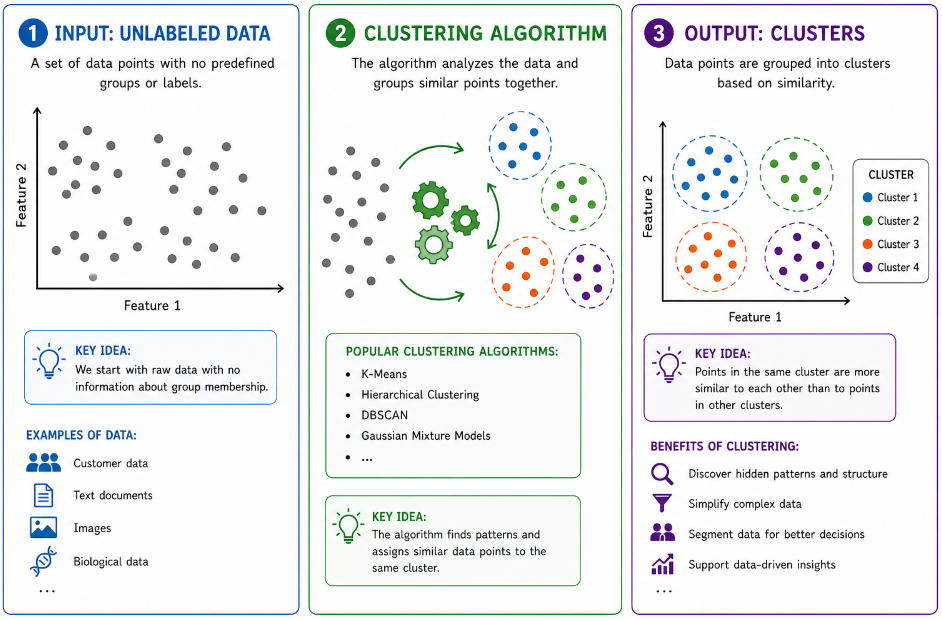 1 INPUT: UNLABELED DATA
A set of data points with no predefined
groups or labels.
Feature 2
Feature 1
KEY IDEA:
We start with raw data with no
information about group membership.
EXAMPLES OF DATA:
Customer data
Text documents
Images
Biological data
...
2 CLUSTERING ALGORITHM
The algorithm analyzes the data and
groups similar points together.
POPULAR CLUSTERING ALGORITHMS:
• K-Means
• Hierarchical Clustering
• DBSCAN
• Gaussian Mixture Models
• ...
KEY IDEA:
The algorithm finds patterns and
assigns similar data points to the
same cluster.
3 OUTPUT: CLUSTERS
Data points are grouped into clusters
based on similarity.
Feature 2
Feature 1
CLUSTER
Cluster 1
Cluster 2
Cluster 3
Cluster 4
KEY IDEA:
Points in the same cluster are more
similar to each other than to points
in other clusters.
BENEFITS OF CLUSTERING:
Discover hidden patterns and structure
Simplify complex data
Segment data for better decisions
Support data-driven insights
...